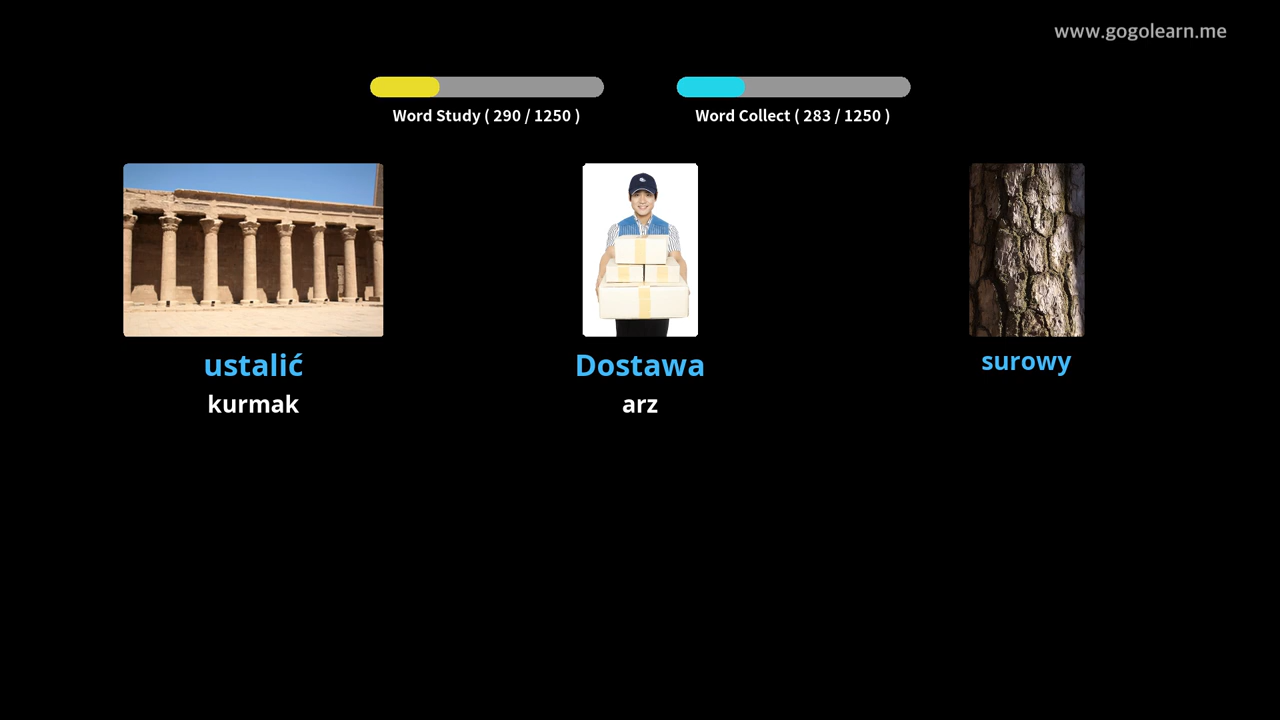 www.gogolearn.me
Word Study ( 290 / 1250 )
Word Collect ( 283 / 1250 )
ustalić
Dostawa
surowy
kurmak
arz